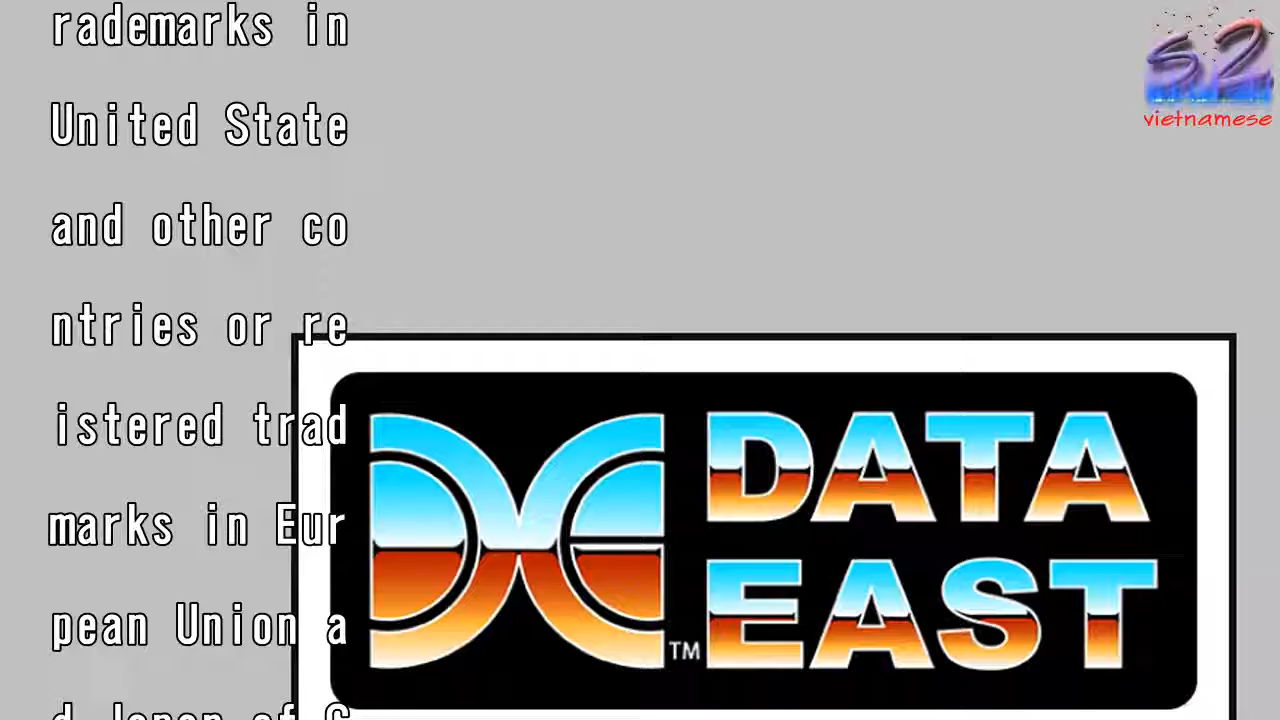 rademarks in
United State
and other co
ntries or re
istered trad
marks in Eur
pean Union a
S2
vietnamese
DATA
EAST
TM